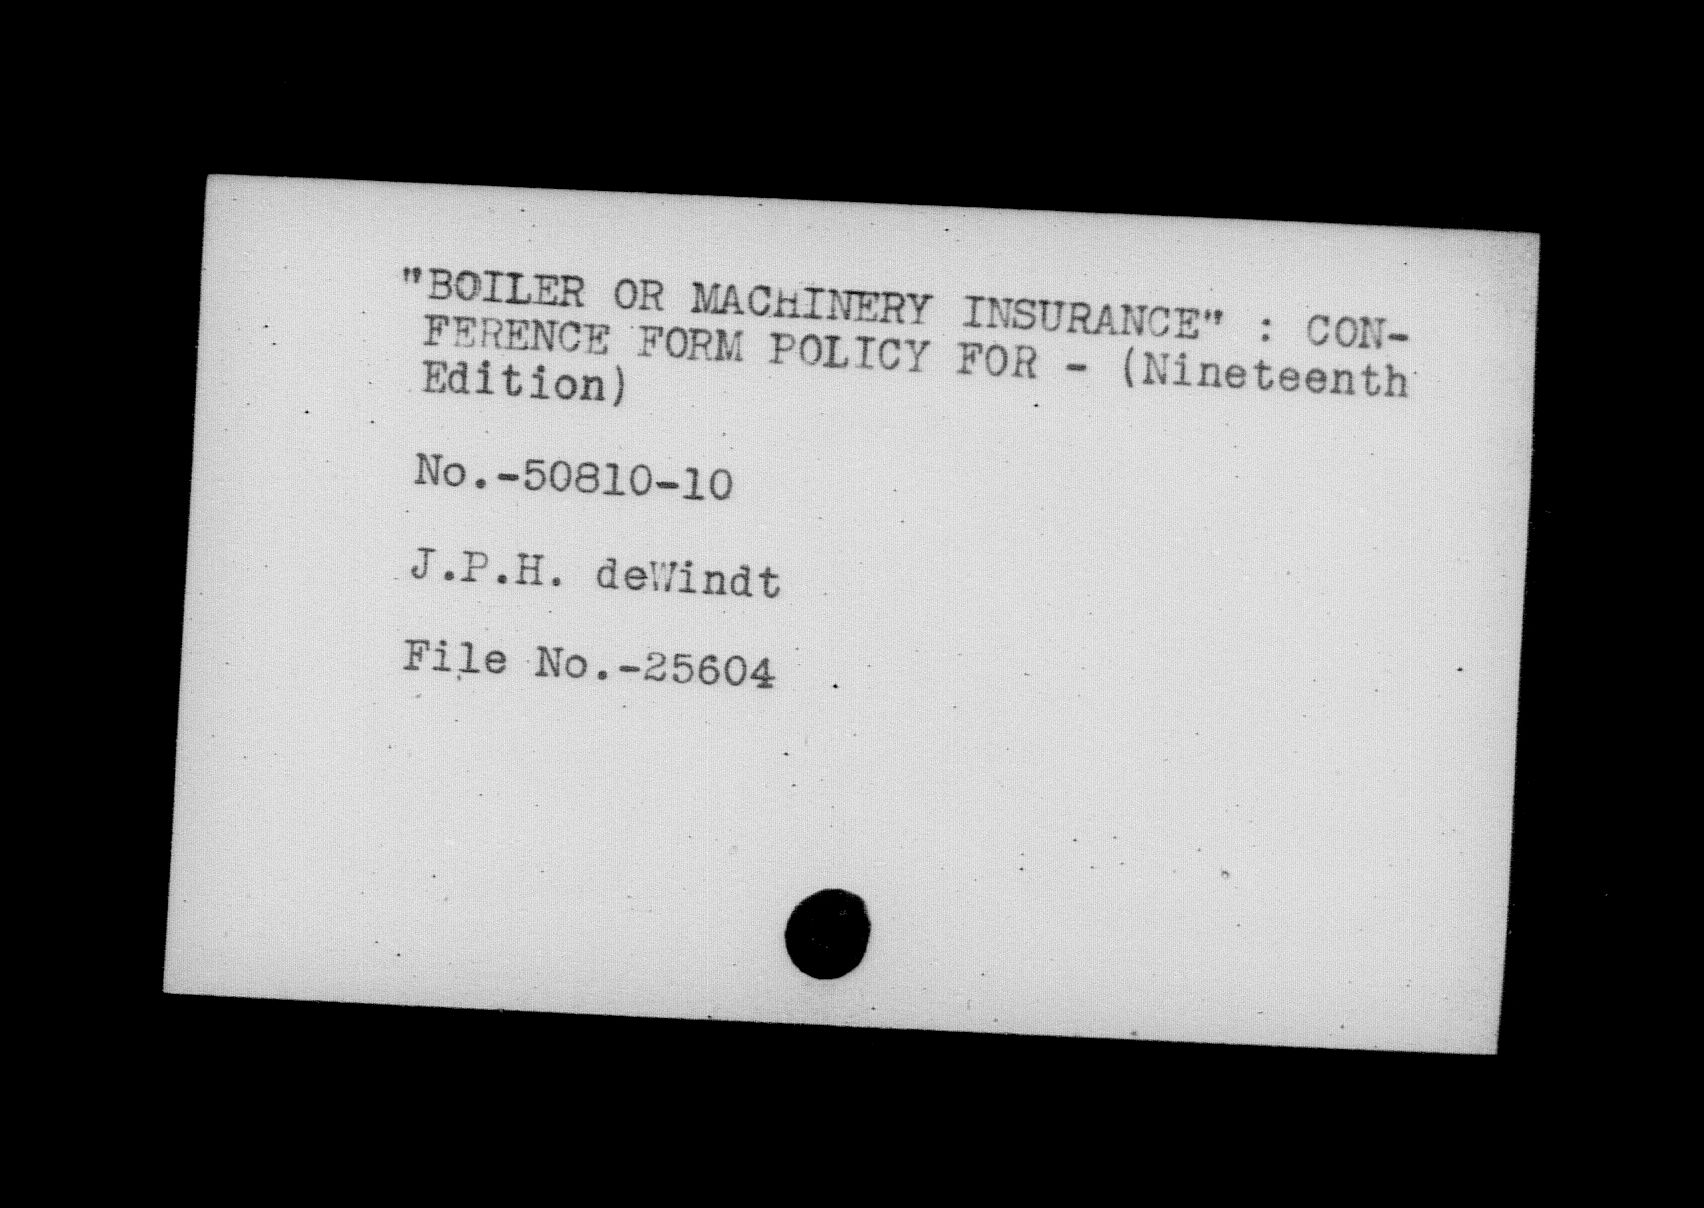 "BOILER OR MACHINERY INSURANCE" : CON-
FERENCE FORM POLICY FOR - (Nineteenth
Edition)
No.-50810-10
J.P.H. deWindt
File No.-25604